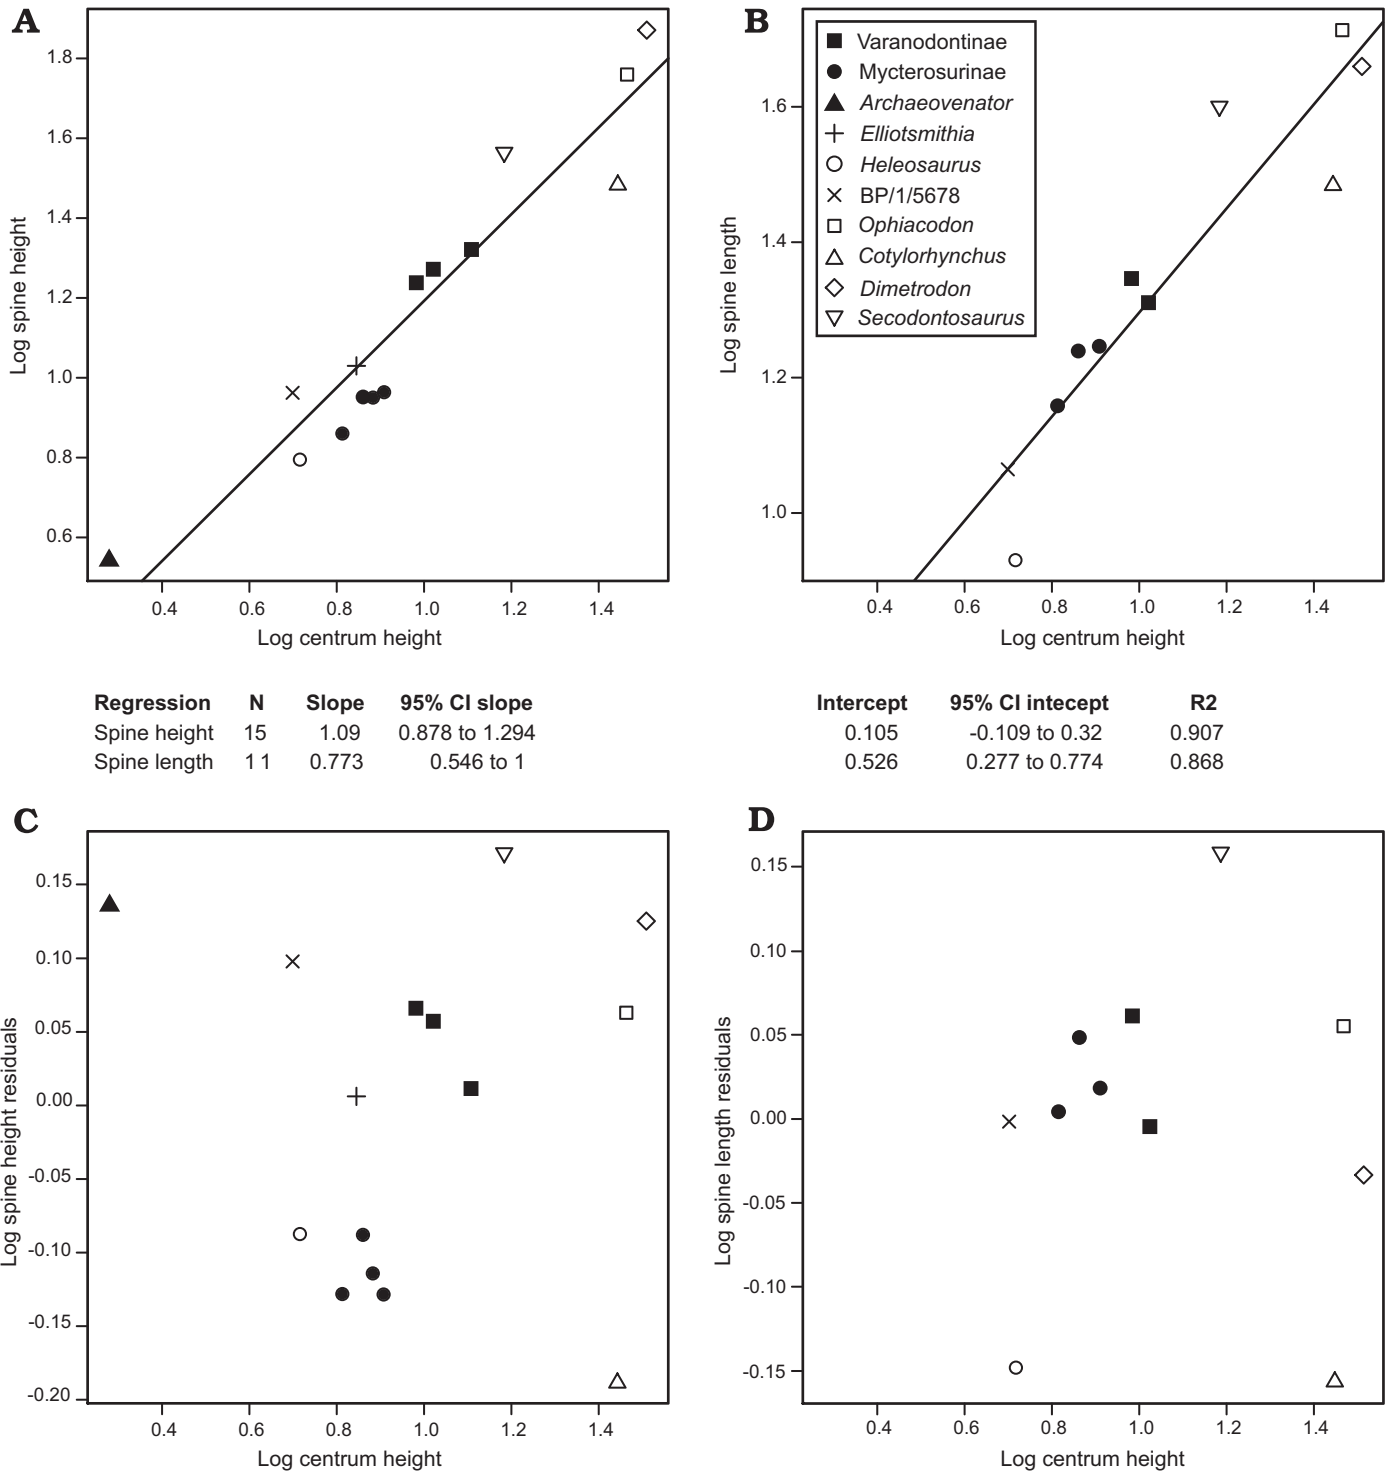 A
Log spine height
1.8
1.6
1.4
1.2
1.0
0.8
0.6
0.4 0.6 0.8 1.0 1.2 1.4
Log centrum height
B
Log spine length
1.6
1.4
1.2
1.0
Varanodontinae
Mycterosurinae
Archaeovenator
Elliotsmithia
Heleosaurus
BP/1/5678
Ophiacodon
Cotylorhynchus
Dimetrodon
Secodontosaurus
0.4 0.6 0.8 1.0 1.2 1.4
Log centrum height
Regression N Slope 95% CI slope Intercept 95% CI intecept R2
Spine height 15 1.09 0.878 to 1.294 0.105 -0.109 to 0.32 0.907
Spine length 11 0.773 0.546 to 1 0.526 0.277 to 0.774 0.868
C
Log spine height residuals
0.15
0.10
0.05
0.00
-0.05
-0.10
-0.15
-0.20
0.4 0.6 0.8 1.0 1.2 1.4
Log centrum height
D
Log spine length residuals
0.15
0.10
0.05
0.00
-0.05
-0.10
-0.15
0.4 0.6 0.8 1.0 1.2 1.4
Log centrum height